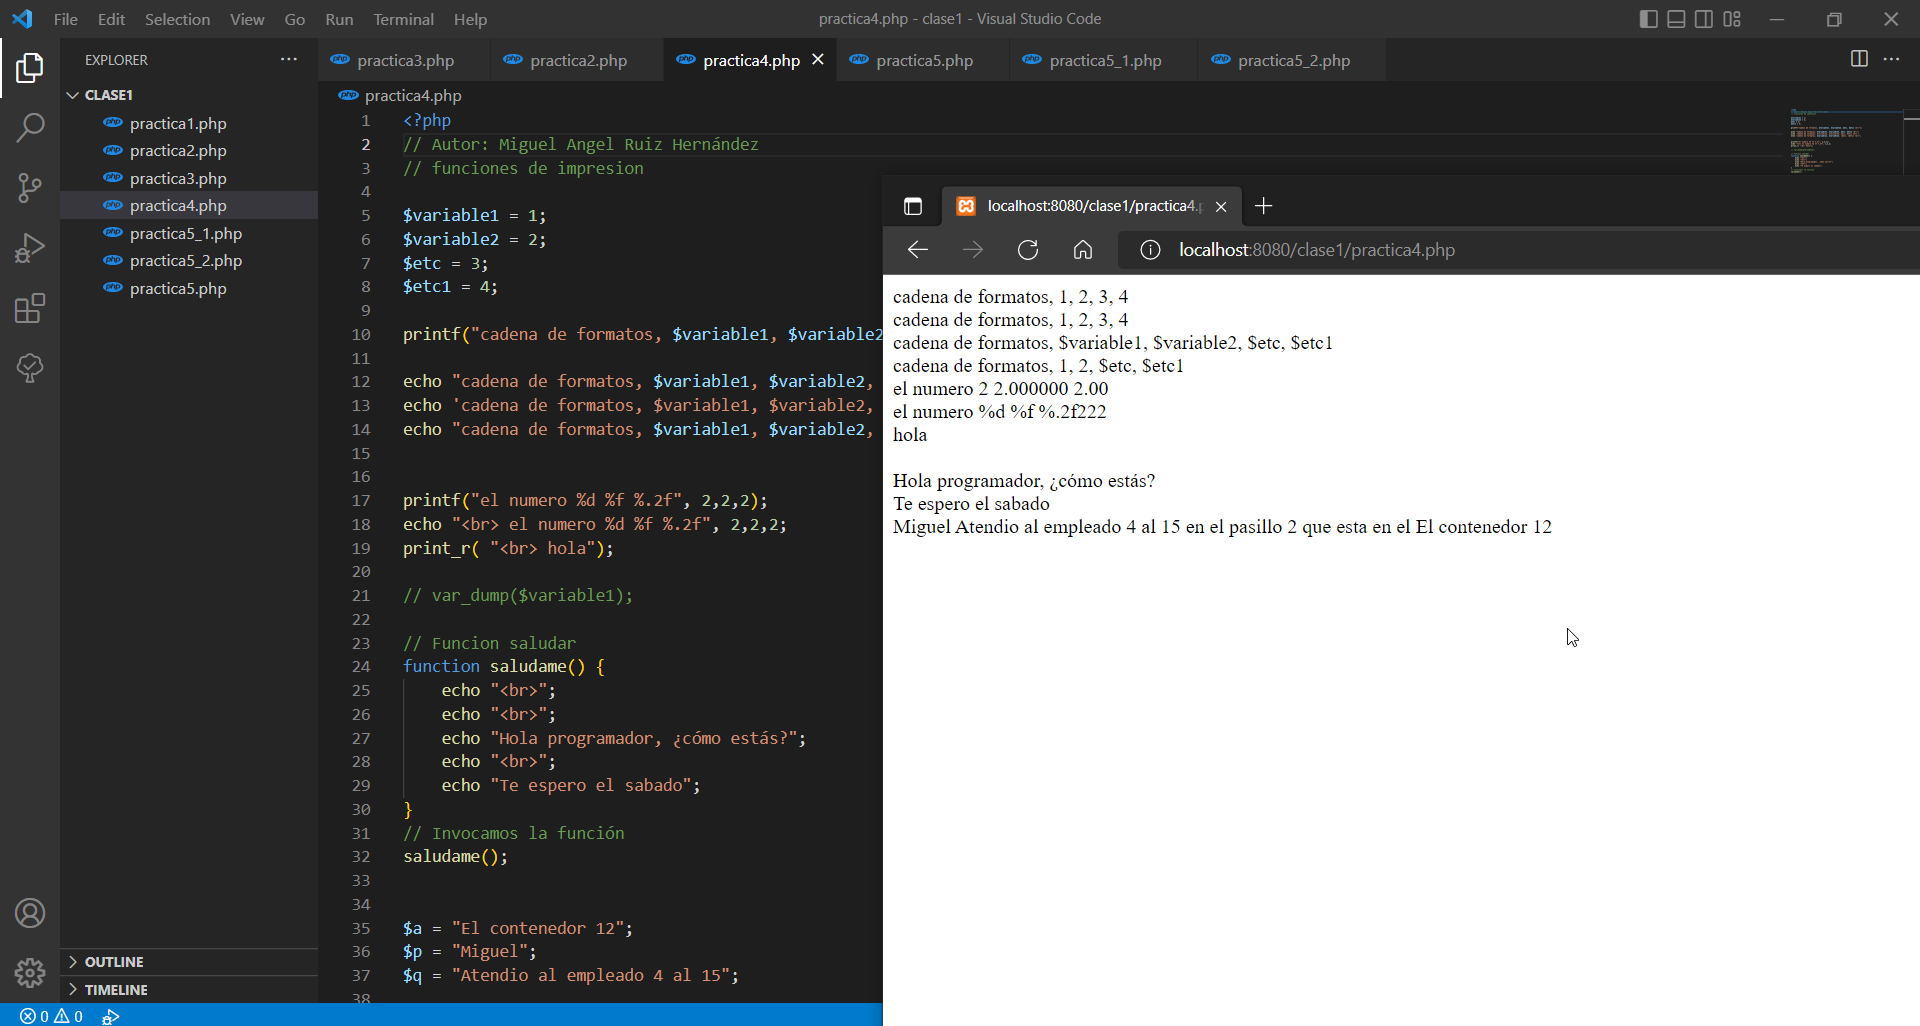 File Edit Selection View Go Run Terminal Help
practica4.php - clase1 - Visual Studio Code
EXPLORER
CLASE1
practica1.php
practica2.php
practica3.php
practica4.php
practica5_1.php
practica5_2.php
practica5.php
OUTLINE
TIMELINE
0 0
practica3.php practica2.php practica4.php practica5.php practica5_1.php practica5_2.php
practica4.php
1 <?php
2 // Autor: Miguel Angel Ruiz Hernández
3 // funciones de impresion
4
5 $variable1 = 1;
6 $variable2 = 2;
7 $etc = 3;
8 $etc1 = 4;
9
10 printf("cadena de formatos, $variable1, $variable2
11
12 echo "cadena de formatos, $variable1, $variable2,
13 echo 'cadena de formatos, $variable1, $variable2,
14 echo "cadena de formatos, $variable1, $variable2,
15
16
17 printf("el numero %d %f %.2f", 2,2,2);
18 echo "<br> el numero %d %f %.2f", 2,2,2;
19 print_r( "<br> hola");
20
21 // var_dump($variable1);
22
23 // Funcion saludar
24 function saludame() {
25 echo "<br>";
26 echo "<br>";
27 echo "Hola programador, ¿cómo estás?";
28 echo "<br>";
29 echo "Te espero el sabado";
30 }
31 // Invocamos la función
32 saludame();
33
34
35 $a = "El contenedor 12";
36 $p = "Miguel";
37 $q = "Atendio al empleado 4 al 15";
38
localhost:8080/clase1/practica4.p
localhost:8080/clase1/practica4.php
cadena de formatos, 1, 2, 3, 4
cadena de formatos, 1, 2, 3, 4
cadena de formatos, $variable1, $variable2, $etc, $etc1
cadena de formatos, 1, 2, $etc, $etc1
el numero 2 2.000000 2.00
el numero %d %f %.2f222
hola
Hola programador, ¿cómo estás?
Te espero el sabado
Miguel Atendio al empleado 4 al 15 en el pasillo 2 que esta en el El contenedor 12